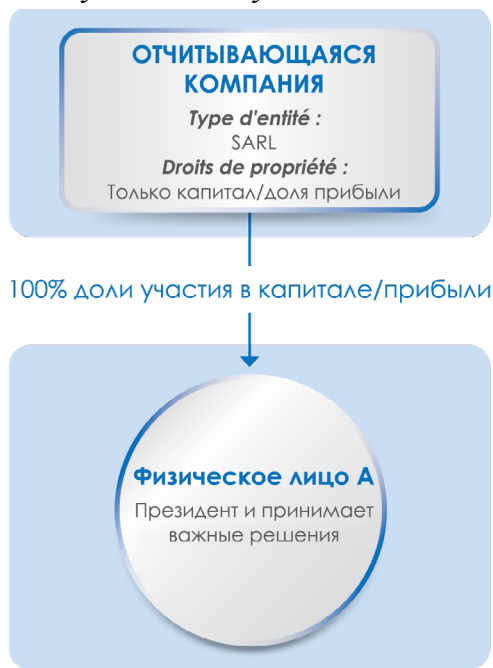 ОТЧИТЫВАЮЩАЯСЯ
КОМПАНИЯ
Type d'entité :
SARL
Droits de propriété :
Только капитал/доля прибыли
100% доли участия в капитале/прибыли
Физическое лицо А
Президент и принимает
важные решения